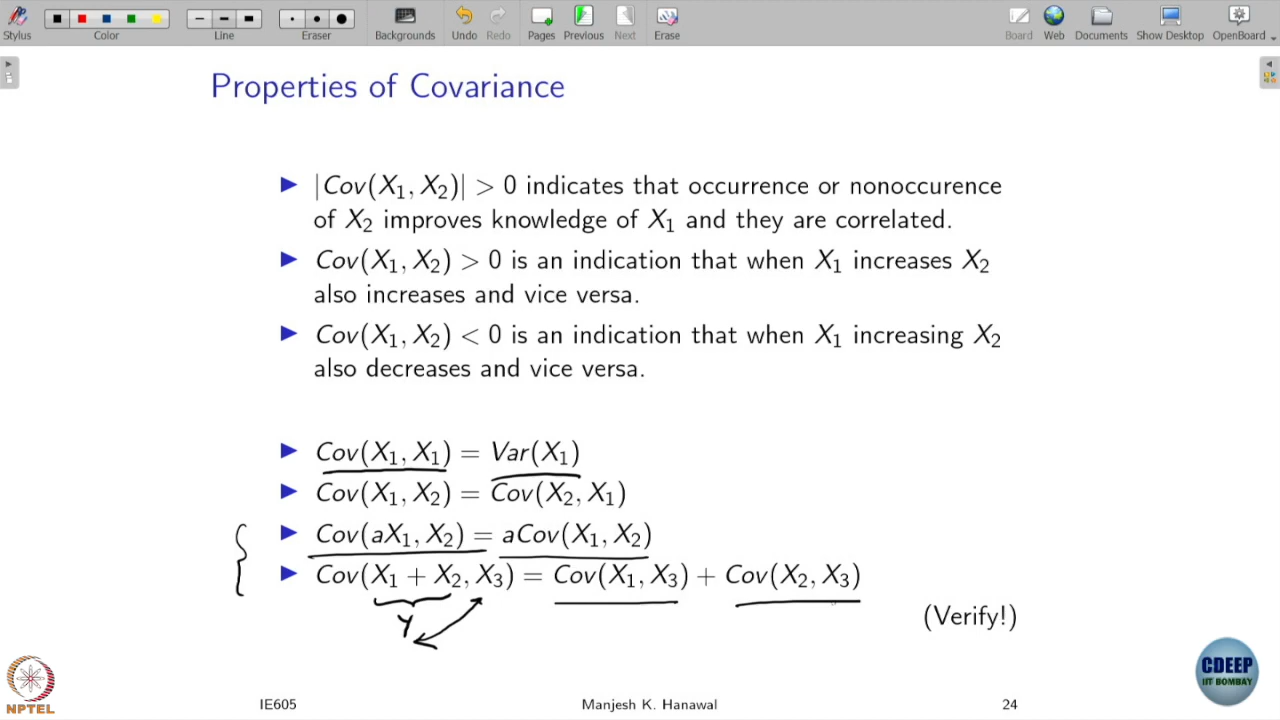 Stylus Color Line Eraser Backgrounds Undo Redo Pages Previous Next Erase Board Web Documents Show Desktop OpenBoard
Properties of Covariance
▶ |Cov(X₁, X₂)| > 0 indicates that occurrence or nonoccurence
of X₂ improves knowledge of X₁ and they are correlated.
▶ Cov(X₁, X₂) > 0 is an indication that when X₁ increases X₂
also increases and vice versa.
▶ Cov(X₁, X₂) < 0 is an indication that when X₁ increasing X₂
also decreases and vice versa.
▶ Cov(X₁, X₁) = Var(X₁)
▶ Cov(X₁, X₂) = Cov(X₂, X₁)
▶ Cov(aX₁, X₂) = aCov(X₁, X₂)
▶ Cov(X₁ + X₂, X₃) = Cov(X₁, X₃) + Cov(X₂, X₃)
Y
(Verify!)
NPTEL
IE605
Manjesh K. Hanawal
24
CDEEP
IIT BOMBAY